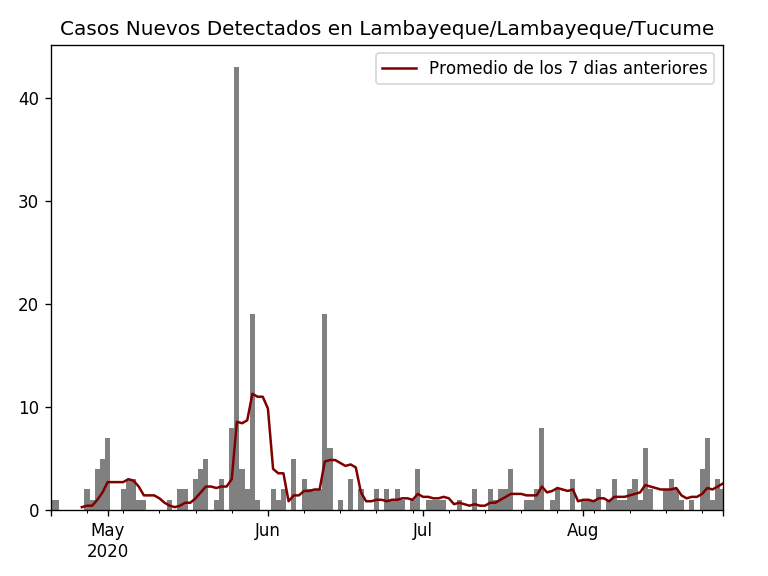 Casos Nuevos Detectados en Lambayeque/Lambayeque/Tucume
Promedio de los 7 dias anteriores
40
30
20
10
0
May Jun Jul Aug
2020